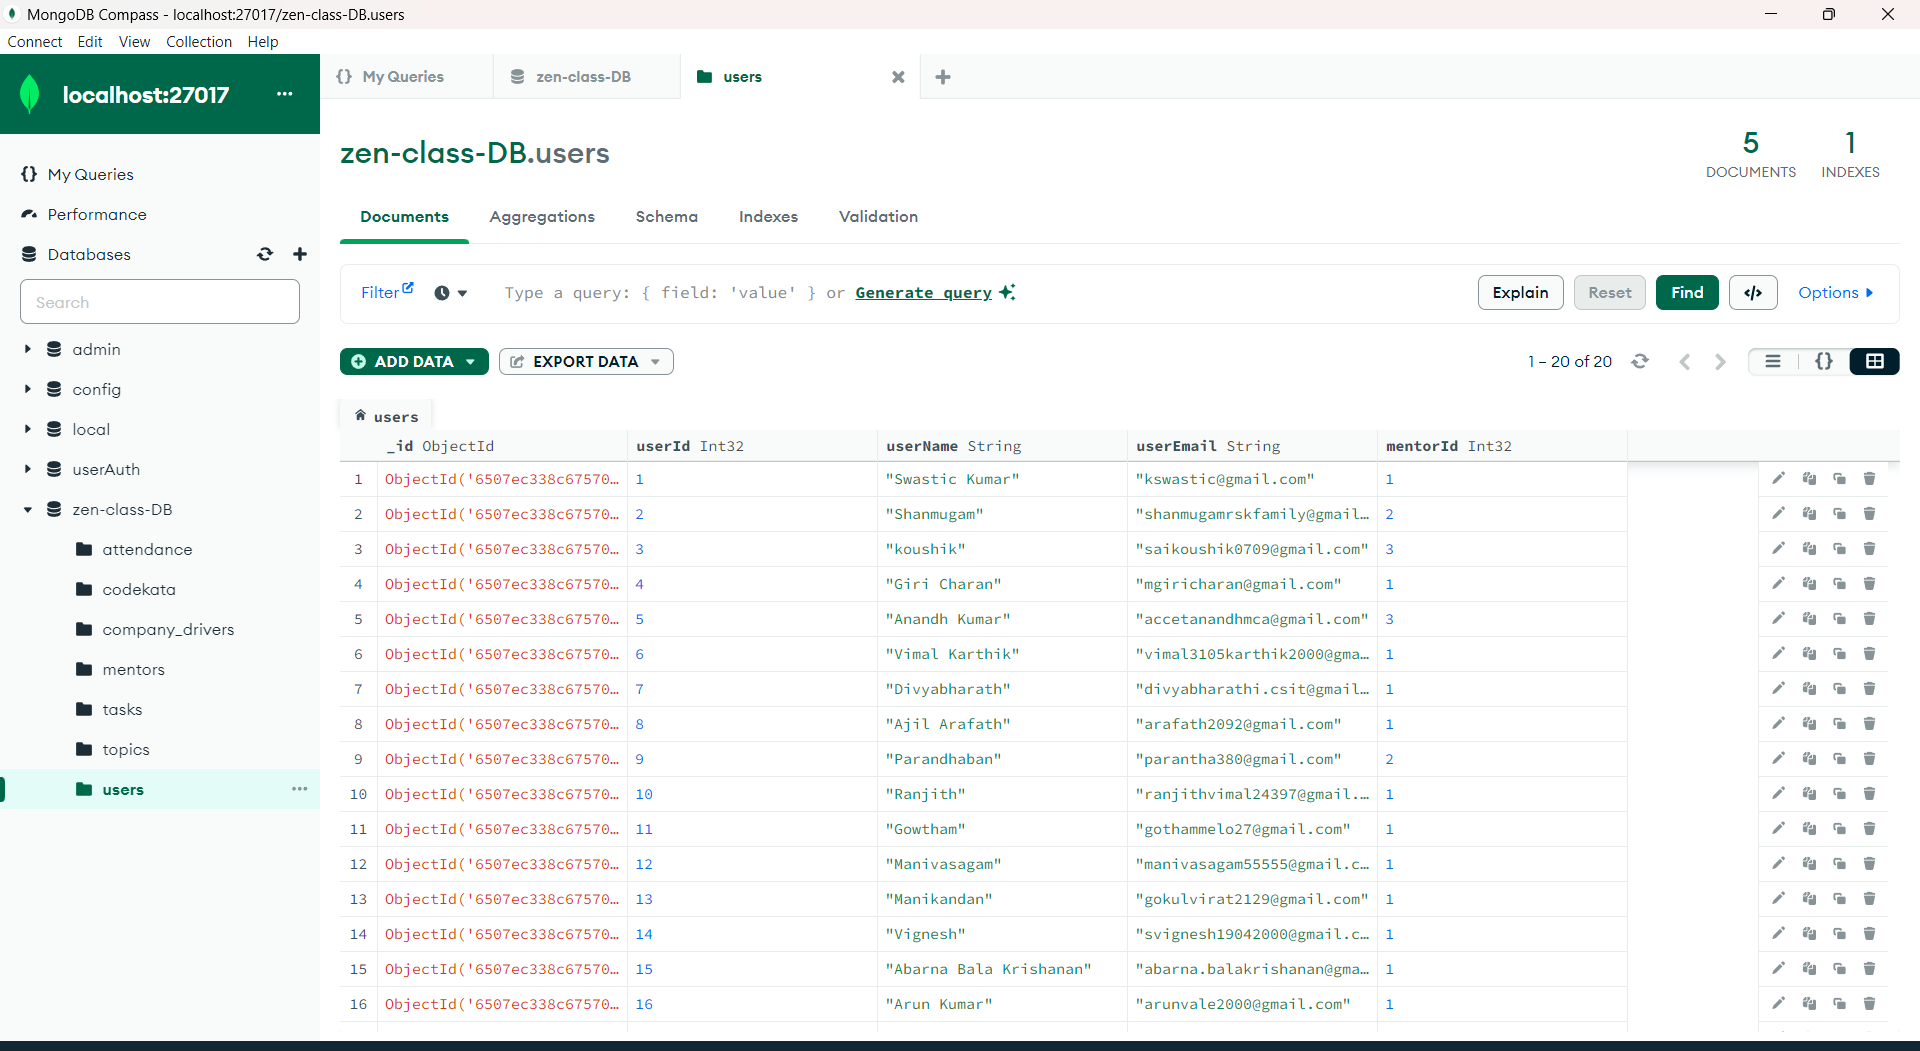 MongoDB Compass - localhost:27017/zen-class-DB.users
Connect Edit View Collection Help
localhost:27017 ...
My Queries
Performance
Databases
Search
admin
config
local
userAuth
zen-class-DB
attendance
codekata
company_drivers
mentors
tasks
topics
users ...
{} My Queries zen-class-DB users
zen-class-DB.users
5 DOCUMENTS
1 INDEXES
Documents Aggregations Schema Indexes Validation
Filter Type a query: { field: 'value' } or Generate query Explain Reset Find </> Options
ADD DATA EXPORT DATA 1 – 20 of 20 {}
users
_id ObjectId userId Int32 userName String userEmail String mentorId Int32
1 ObjectId('6507ec338c67570… 1 "Swastic Kumar" "kswastic@gmail.com" 1
2 ObjectId('6507ec338c67570… 2 "Shanmugam" "shanmugamrskfamily@gmail… 2
3 ObjectId('6507ec338c67570… 3 "koushik" "saikoushik0709@gmail.com" 3
4 ObjectId('6507ec338c67570… 4 "Giri Charan" "mgiricharan@gmail.com" 1
5 ObjectId('6507ec338c67570… 5 "Anandh Kumar" "accetanandhmca@gmail.com" 3
6 ObjectId('6507ec338c67570… 6 "Vimal Karthik" "vimal3105karthik2000@gma… 1
7 ObjectId('6507ec338c67570… 7 "Divyabharath" "divyabharathi.csit@gmail… 1
8 ObjectId('6507ec338c67570… 8 "Ajil Arafath" "arafath2092@gmail.com" 1
9 ObjectId('6507ec338c67570… 9 "Parandhaban" "parantha380@gmail.com" 2
10 ObjectId('6507ec338c67570… 10 "Ranjith" "ranjithvimal24397@gmail.… 1
11 ObjectId('6507ec338c67570… 11 "Gowtham" "gothammelo27@gmail.com" 1
12 ObjectId('6507ec338c67570… 12 "Manivasagam" "manivasagam55555@gmail.c… 1
13 ObjectId('6507ec338c67570… 13 "Manikandan" "gokulvirat2129@gmail.com" 1
14 ObjectId('6507ec338c67570… 14 "Vignesh" "svignesh19042000@gmail.c… 1
15 ObjectId('6507ec338c67570… 15 "Abarna Bala Krishanan" "abarna.balakrishanan@gma… 1
16 ObjectId('6507ec338c67570… 16 "Arun Kumar" "arunvale2000@gmail.com" 1